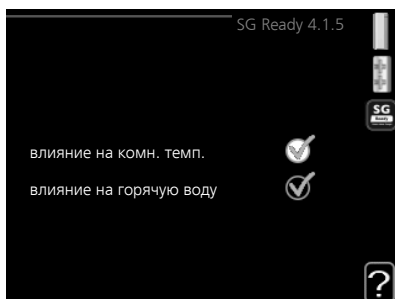 SG Ready 4.1.5
SG
Ready
влияние на комн. темп.
влияние на горячую воду
?